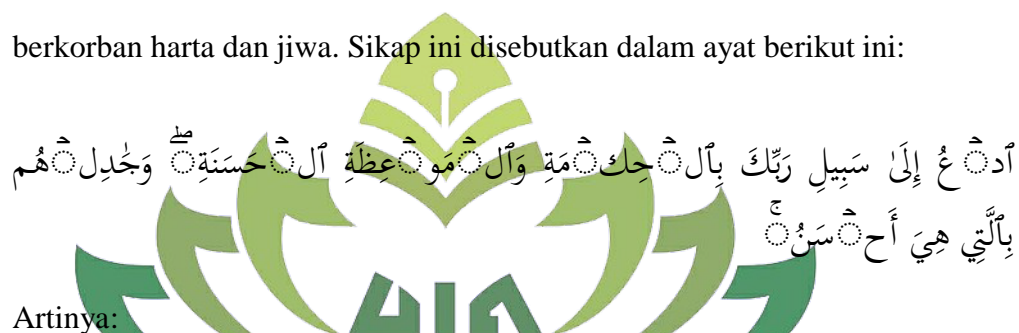 berkorban harta dan jiwa. Sikap ini disebutkan dalam ayat berikut ini:
ٱدۡعُ إِلَىٰ سَبِيلِ رَبِّكَ بِٱلۡحِكۡمَةِ وَٱلۡمَوۡعِظَةِ ٱلۡحَسَنَةِۖ وَجَٰدِلۡهُم
بِٱلَّتِي هِيَ أَحۡسَنُۚ
Artinya: